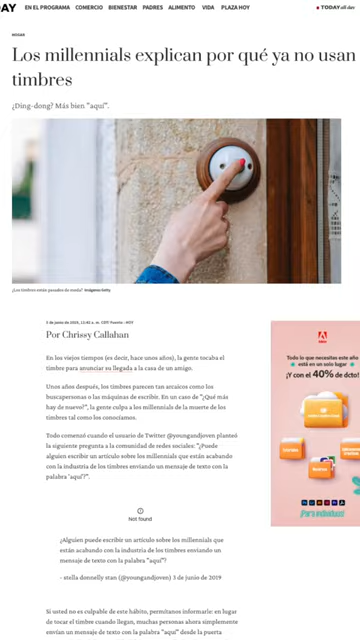 AY EN EL PROGRAMA COMERCIO BIENESTAR PADRES ALIMENTO VIDA PLAZA HOY TODAY all day
HOGAR
Los millennials explican por qué ya no usan
timbres
¿Ding-dong? Más bien "aquí".
¿Los timbres están pasados de moda? Imágenes Getty
Por Chrissy Callahan
En los viejos tiempos (es decir, hace unos años), la gente tocaba el
timbre para anunciar su llegada a la casa de un amigo.
Unos años después, los timbres parecen tan arcaicos como los
buscapersonas o las máquinas de escribir. En un caso de "¿Qué más
hay de nuevo?", la gente culpa a los millennials de la muerte de los
timbres tal como los conocíamos.
Todo comenzó cuando el usuario de Twitter @youngandjoven planteó
la siguiente pregunta a la comunidad de redes sociales: "¿Puede
alguien escribir un artículo sobre los millennials que están acabando
con la industria de los timbres enviando un mensaje de texto con la
palabra "aquí"?".
Not found
¿Alguien puede escribir un artículo sobre los millennials que
están acabando con la industria de los timbres enviando un
mensaje de texto con la palabra "aquí"?
- stella donnelly stan (@youngandjoven) 3 de junio de 2019
Si usted no es culpable de este hábito, permítanos informarle: en lugar
de tocar el timbre cuando llegan, muchas personas ahora simplemente
envían un mensaje de texto con la palabra "aquí" desde la puerta
Adobe
Todo lo que necesitas este año
está en un solo lugar
¡Y con el 40% de dcto!
¡Para individuos!